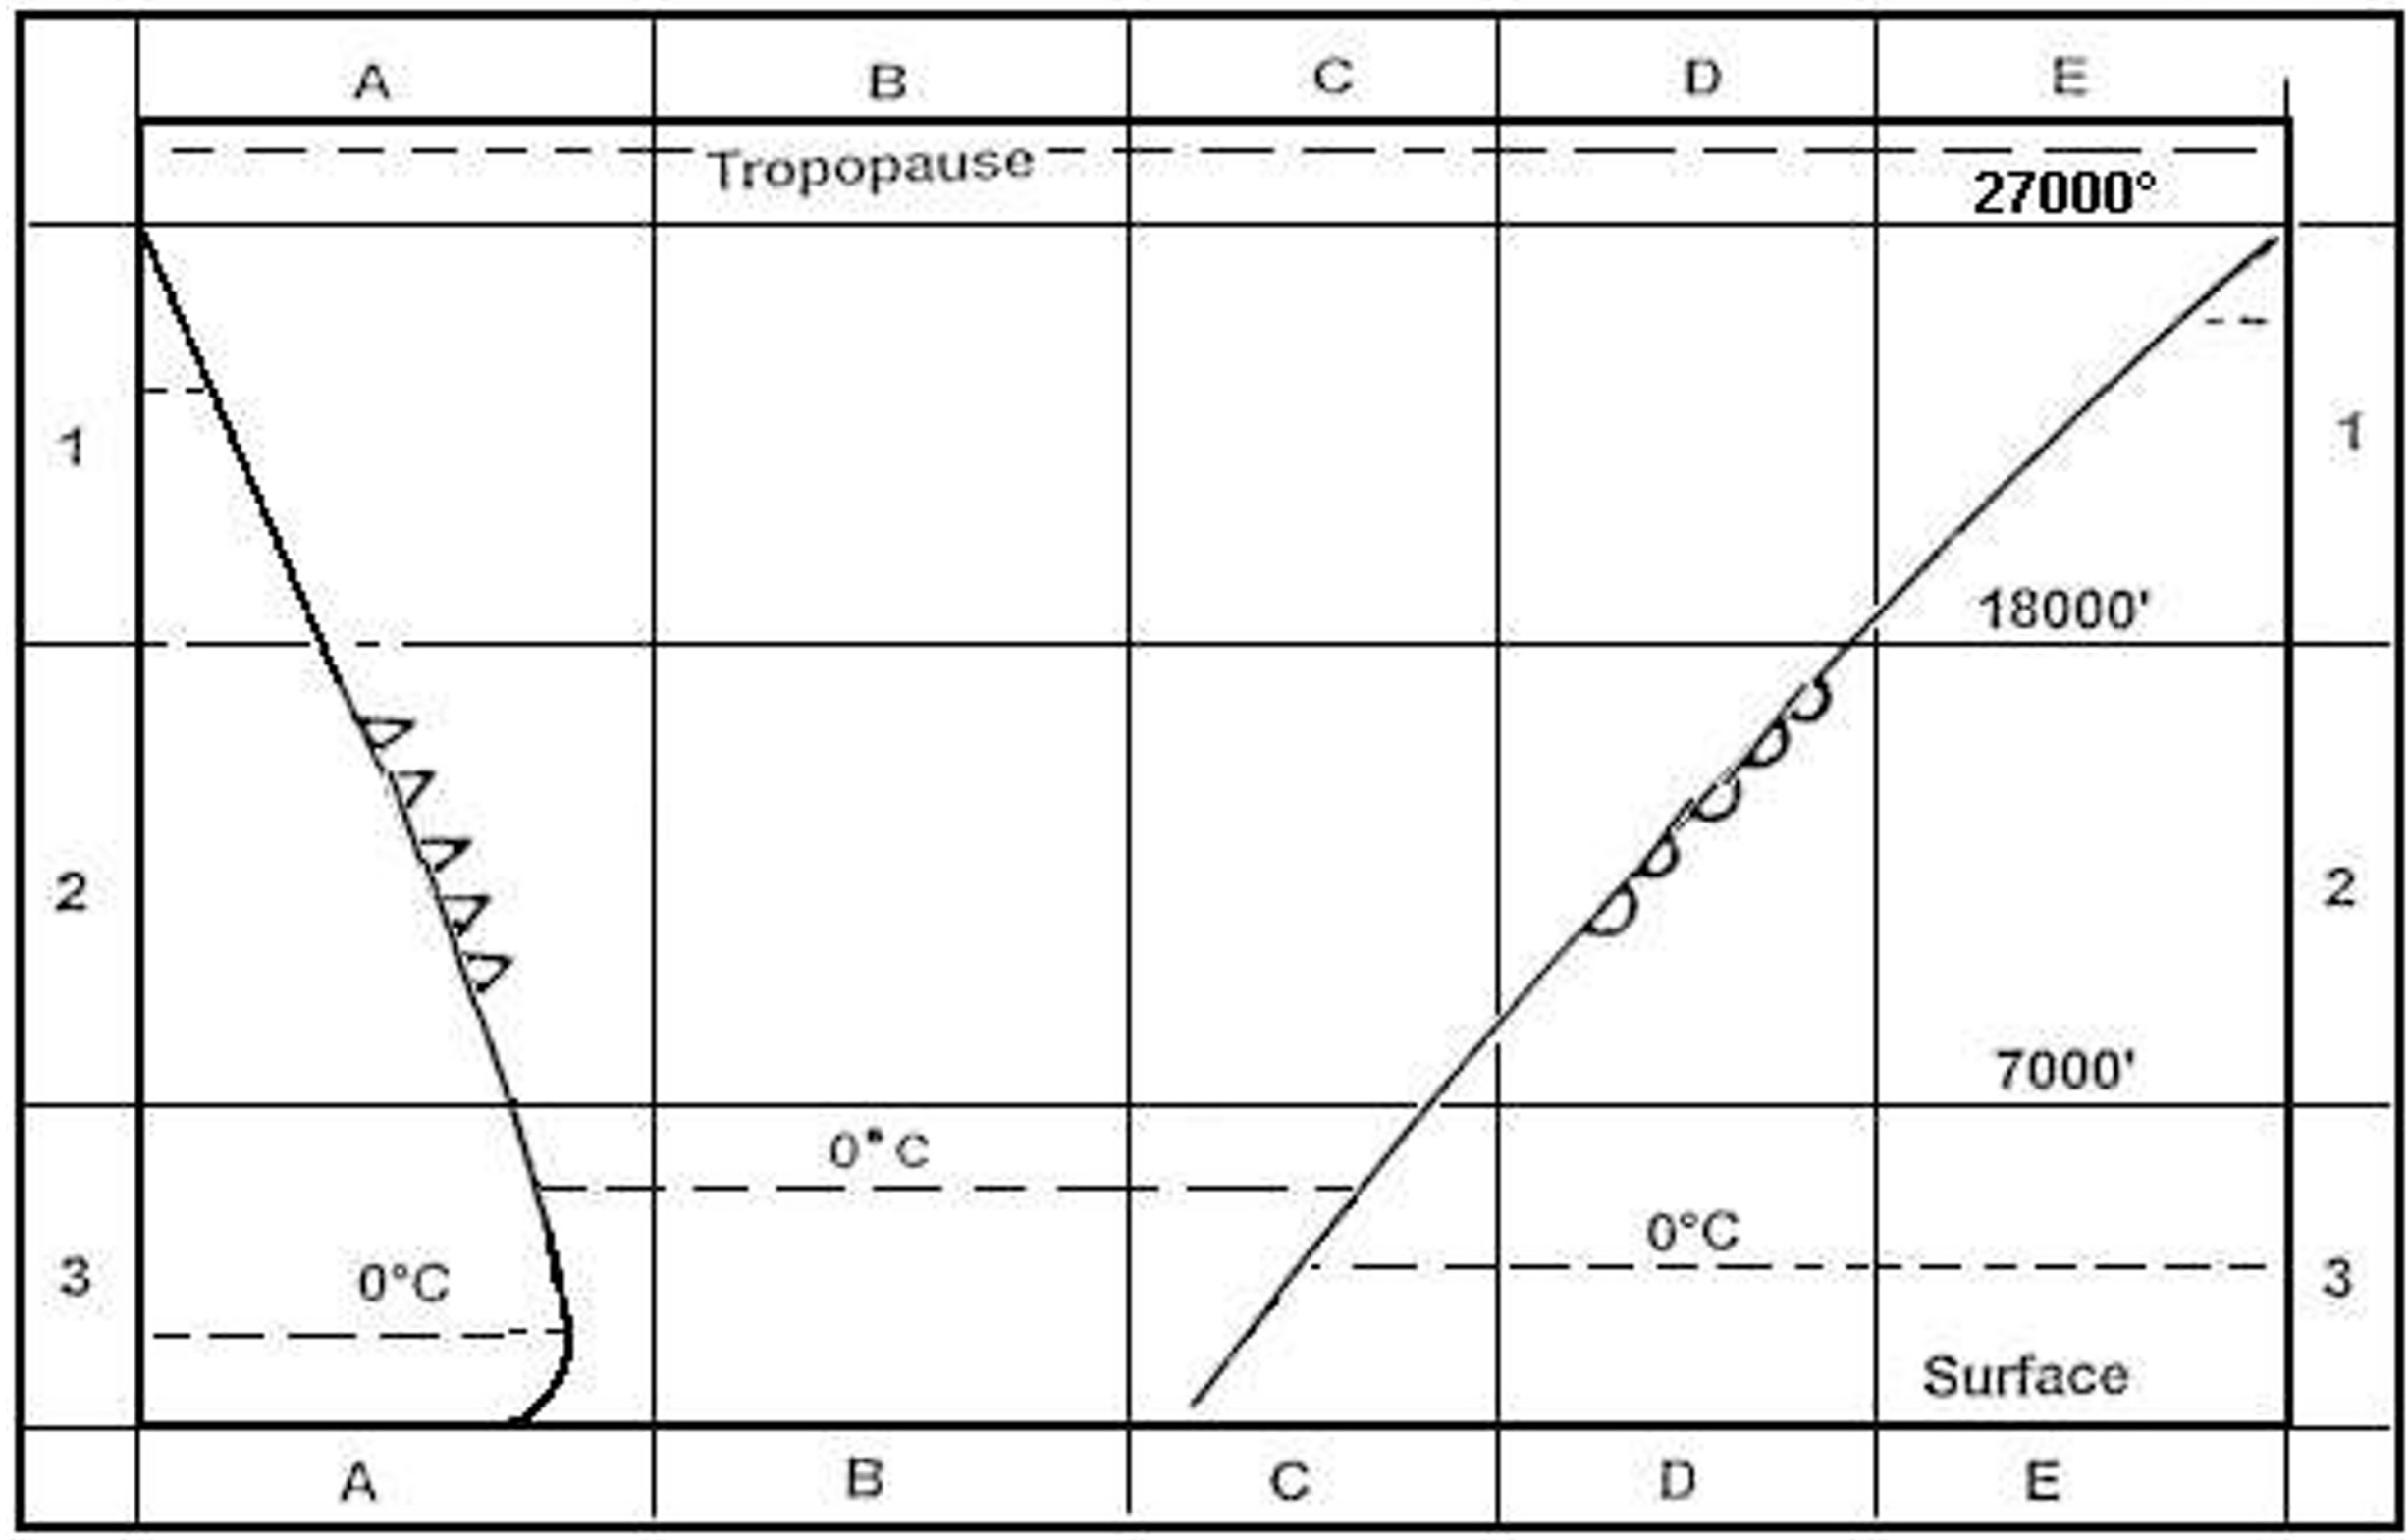 A B C D E
Tropopause
27000°
1 1
18000'
2 2
7000'
0°C
0°C
3 0°C 3
Surface
A B C D E